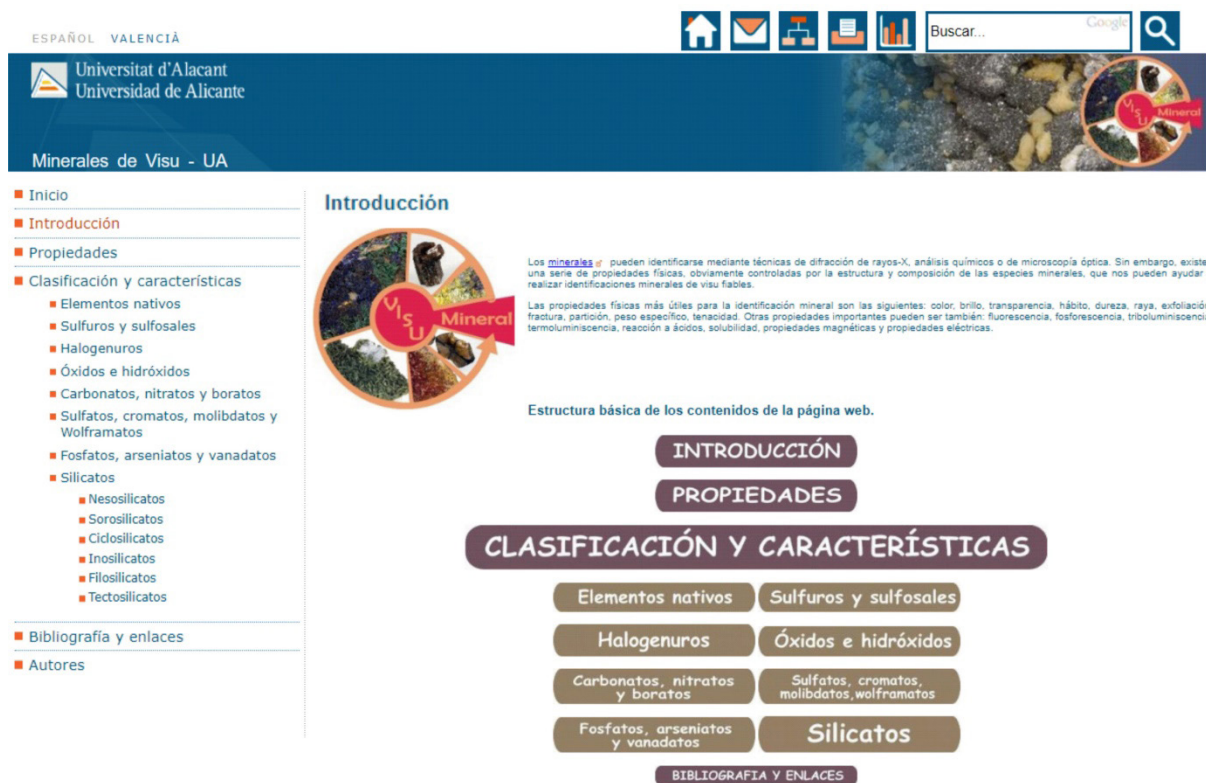 ESPAÑOL VALENCIÀ
Buscar...
Google
Universitat d'Alacant
Universidad de Alicante
Minerales de Visu - UA
VISU Mineral
Inicio
Introducción
Propiedades
Clasificación y características
Elementos nativos
Sulfuros y sulfosales
Halogenuros
Óxidos e hidróxidos
Carbonatos, nitratos y boratos
Sulfatos, cromatos, molibdatos y
Wolframatos
Fosfatos, arseniatos y vanadatos
Silicatos
Nesosilicatos
Sorosilicatos
Ciclosilicatos
Inosilicatos
Filosilicatos
Tectosilicatos
Bibliografía y enlaces
Autores
Introducción
VISU Mineral
Los minerales pueden identificarse mediante técnicas de difracción de rayos-X, análisis químicos o de microscopía óptica. Sin embargo, existe
una serie de propiedades físicas, obviamente controladas por la estructura y composición de las especies minerales, que nos pueden ayudar
realizar identificaciones minerales de visu fiables.
Las propiedades físicas más útiles para la identificación mineral son las siguientes: color, brillo, transparencia, hábito, dureza, raya, exfoliación
fractura, partición, peso específico, tenacidad. Otras propiedades importantes pueden ser también: fluorescencia, fosforescencia, triboluminiscencia
termoluminiscencia, reacción a ácidos, solubilidad, propiedades magnéticas y propiedades eléctricas.
Estructura básica de los contenidos de la página web.
INTRODUCCIÓN
PROPIEDADES
CLASIFICACIÓN Y CARACTERÍSTICAS
Elementos nativos
Sulfuros y sulfosales
Halogenuros
Óxidos e hidróxidos
Carbonatos, nitratos
y boratos
Sulfatos, cromatos,
molibdatos,wolframatos
Fosfatos, arseniatos
y vanadatos
Silicatos
BIBLIOGRAFIA Y ENLACES